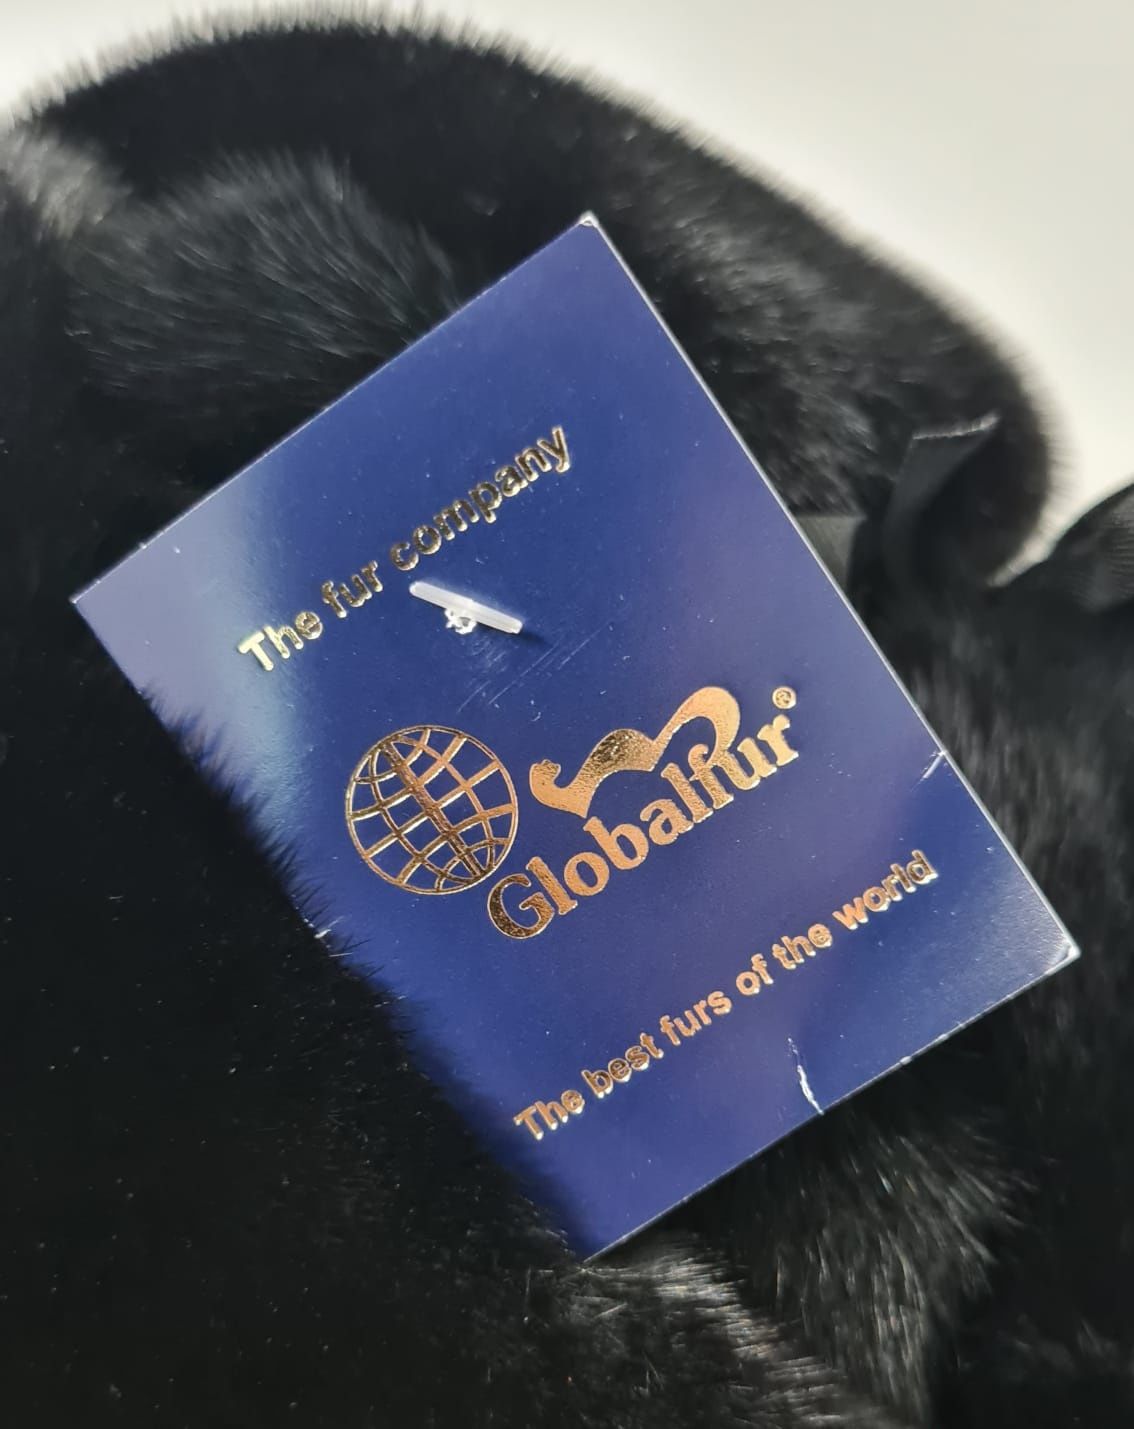 The fur company
Globalfur®
The best furs of the world